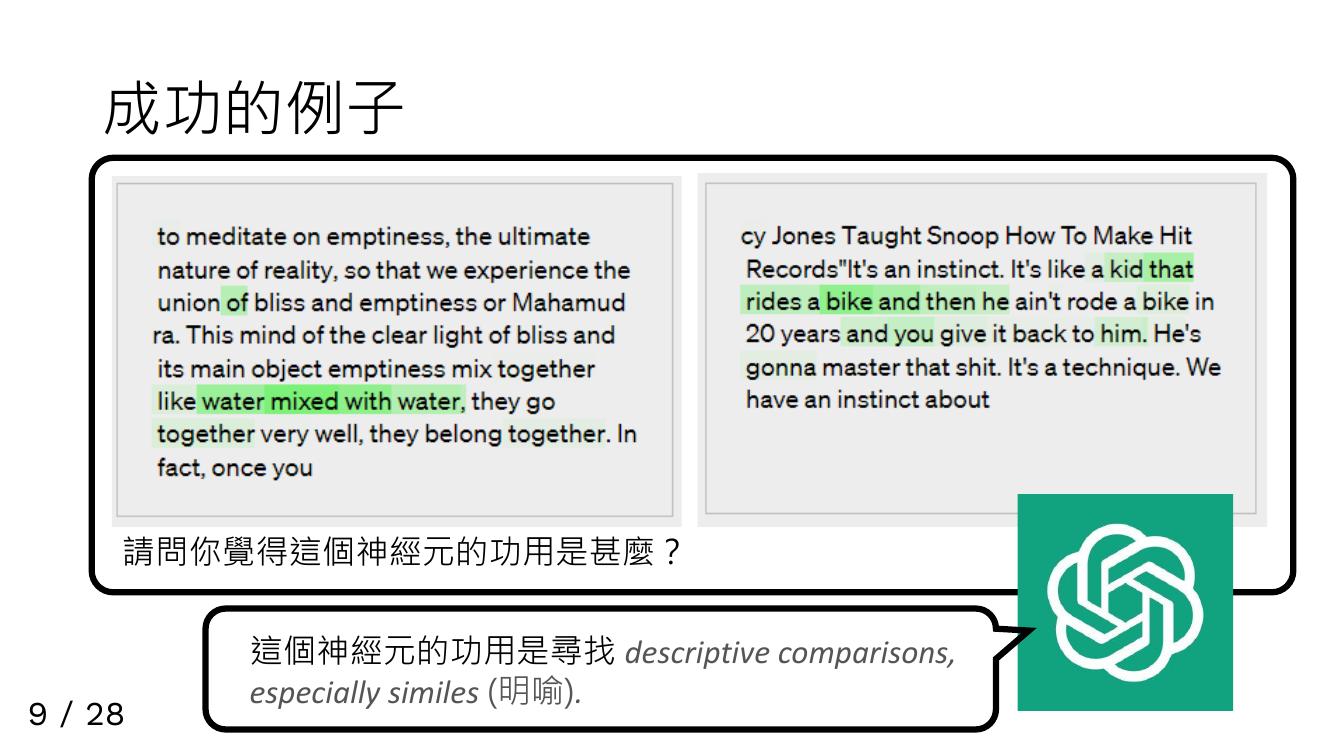 成功的例子
to meditate on emptiness, the ultimate
nature of reality, so that we experience the
union of bliss and emptiness or Mahamud
ra. This mind of the clear light of bliss and
its main object emptiness mix together
like water mixed with water, they go
together very well, they belong together. In
fact, once you
cy Jones Taught Snoop How To Make Hit
Records"It's an instinct. It's like a kid that
rides a bike and then he ain't rode a bike in
20 years and you give it back to him. He's
gonna master that shit. It's a technique. We
have an instinct about
請問你覺得這個神經元的功用是甚麼？
這個神經元的功用是尋找 descriptive comparisons,
especially similes (明喻).
9 / 28